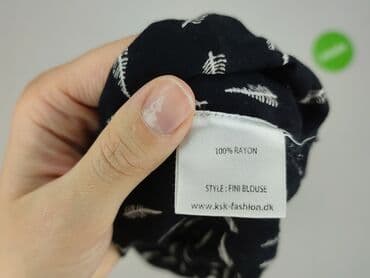 100% RAYON
STYLE : FINI BLOUSE
www.ksk-fashion.dk